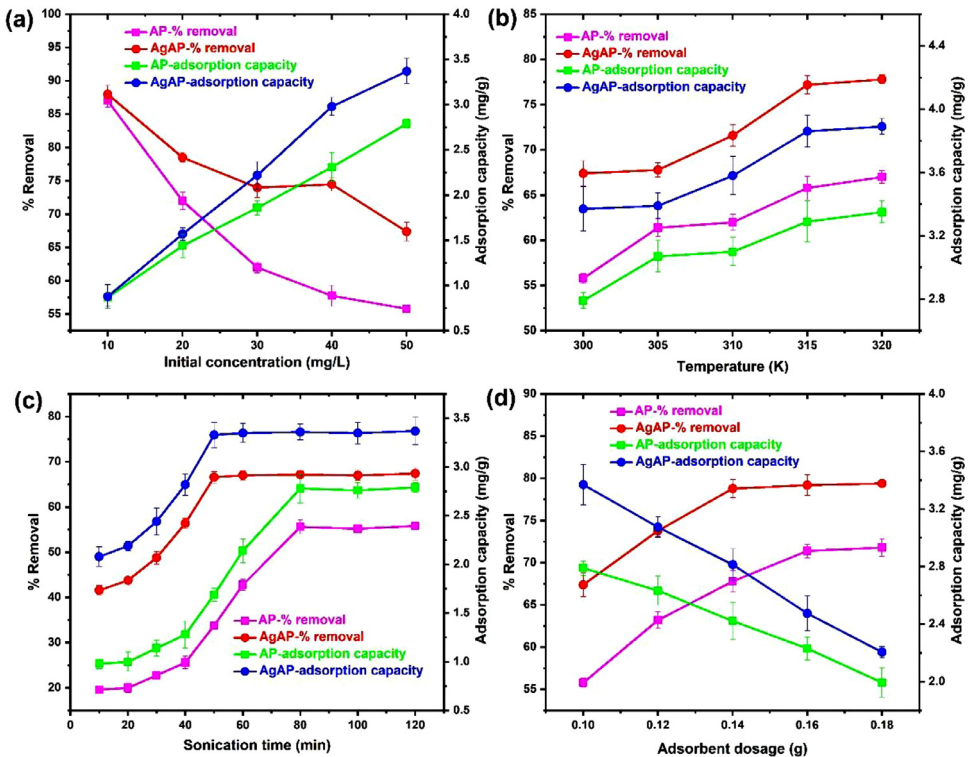 (a)
AP-% removal
AgAP-% removal
AP-adsorption capacity
AgAP-adsorption capacity
% Removal
100
95
90
85
80
75
70
65
60
55
10
20
30
40
50
Initial concentration (mg/L)
4.0
3.5
3.0
2.5
2.0
1.5
1.0
0.5
Adsorption capacity (mg/g)
(b)
AP-% removal
AgAP-% removal
AP-adsorption capacity
AgAP-adsorption capacity
% Removal
85
80
75
70
65
60
55
50
300
305
310
315
320
Temperature (K)
4.4
4.0
3.6
3.2
2.8
Adsorption capacity (mg/g)
(c)
AP-% removal
AgAP-% removal
AP-adsorption capacity
AgAP-adsorption capacity
% Removal
80
70
60
50
40
30
20
0
20
40
60
80
100
120
Sonication time (min)
3.5
3.0
2.5
2.0
1.5
1.0
0.5
Adsorption capacity (mg/g)
(d)
AP-% removal
AgAP-% removal
AP-adsorption capacity
AgAP-adsorption capacity
% Removal
90
85
80
75
70
65
60
55
0.10
0.12
0.14
0.16
0.18
Adsorbent dosage (g)
4.0
3.6
3.2
2.8
2.4
2.0
Adsorption capacity (mg/g)